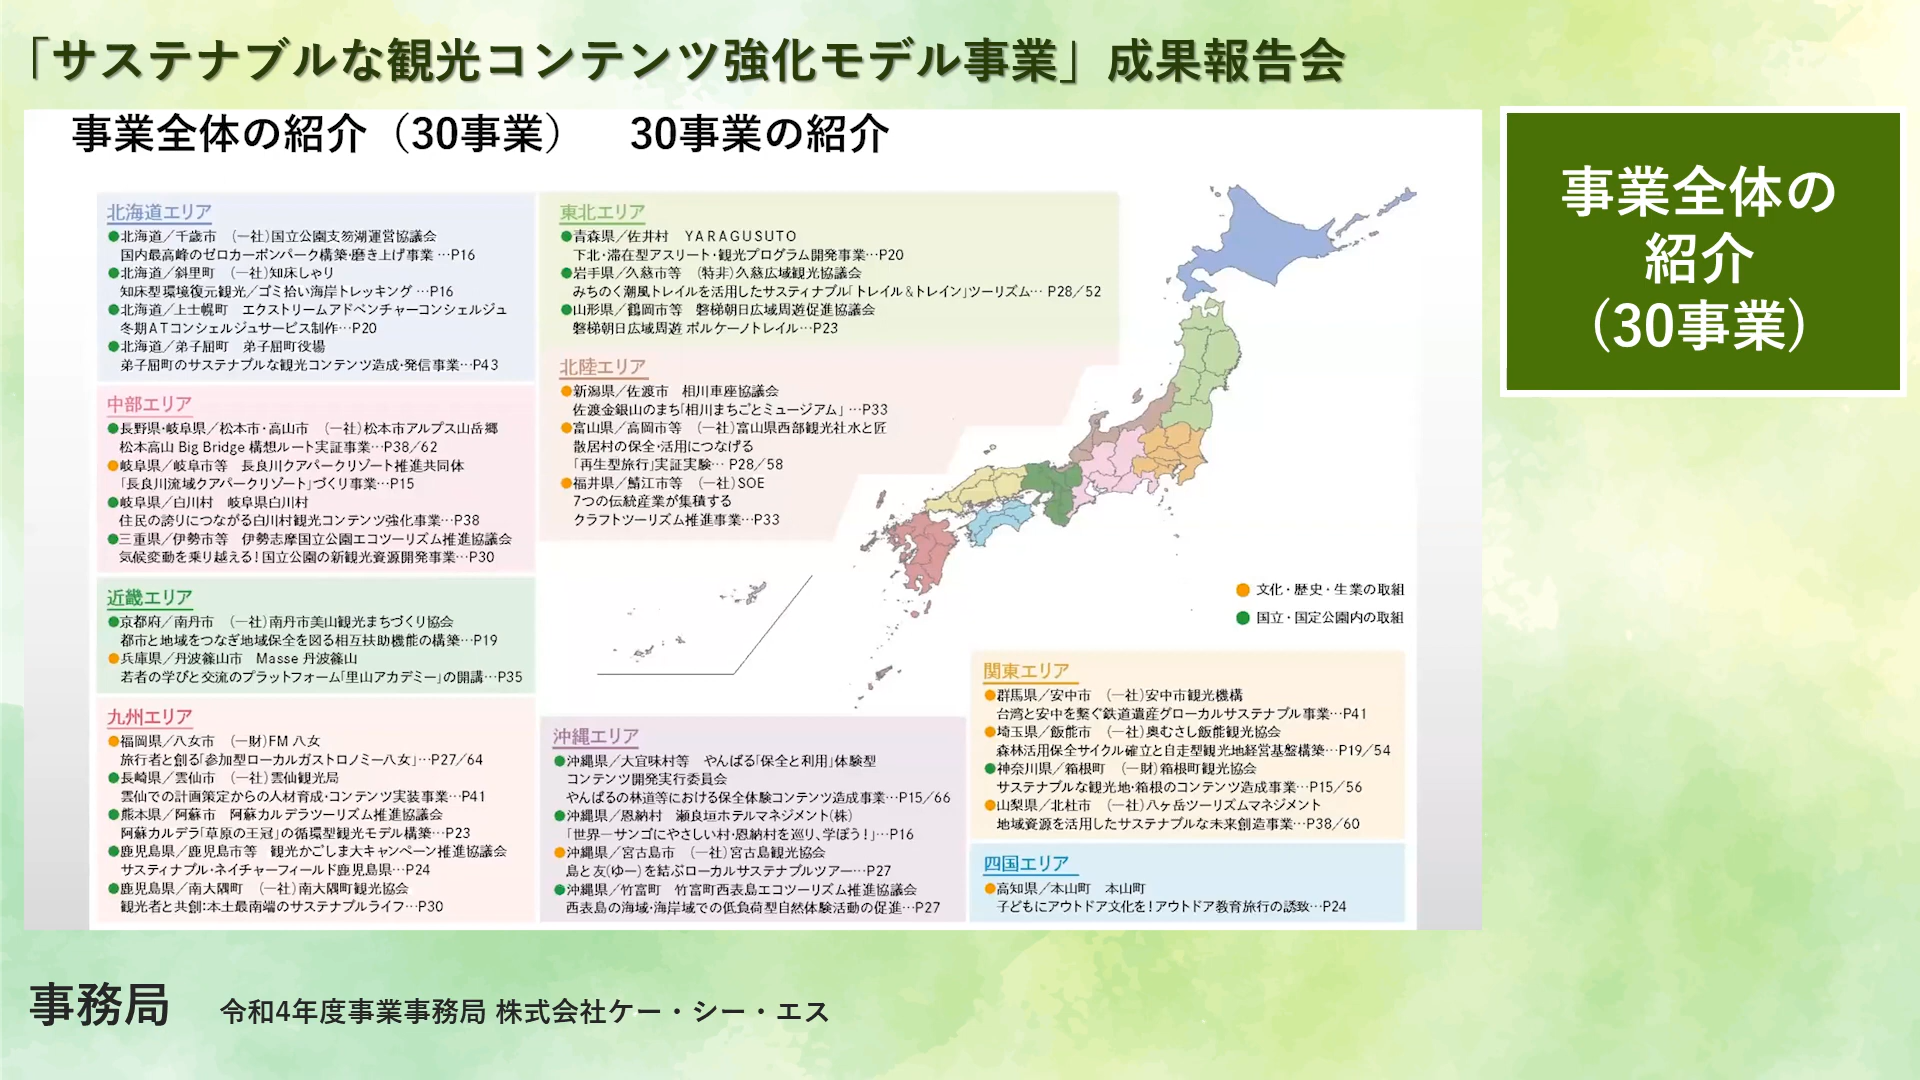 「サステナブルな観光コンテンツ強化モデル事業」成果報告会
事業全体の紹介（30事業）　30事業の紹介
事業全体の
紹介
（30事業）
北海道エリア
●北海道／千歳市　（一社）国立公園支笏湖運営協議会
国内最高峰のゼロカーボンパーク構築・磨き上げ事業 …P16
●北海道／斜里町　（一社）知床しゃり
知床型環境復元観光／ゴミ拾い海岸トレッキング …P16
●北海道／上士幌町　エクストリームアドベンチャーコンシェルジュ
冬期ATコンシェルジュサービス制作…P20
●北海道／弟子屈町　弟子屈町役場
弟子屈町のサステナブルな観光コンテンツ造成・発信事業…P43
中部エリア
●長野県・岐阜県／松本市・高山市　（一社）松本市アルプス山岳郷
松本高山 Big Bridge 構想ルート実証事業…P38／62
●岐阜県／岐阜市等　長良川クアパークリゾート推進共同体
「長良川流域クアパークリゾート」づくり事業…P15
●岐阜県／白川村　岐阜県白川村
住民の誇りにつながる白川村観光コンテンツ強化事業…P38
●三重県／伊勢市等　伊勢志摩国立公園エコツーリズム推進協議会
気候変動を乗り越える！国立公園の新観光資源開発事業…P30
近畿エリア
●京都府／南丹市　（一社）南丹市美山観光まちづくり協会
都市と地域をつなぎ地域保全を図る相互扶助機能の構築…P19
●兵庫県／丹波篠山市　Masse 丹波篠山
若者の学びと交流のプラットフォーム「里山アカデミー」の開講…P35
九州エリア
●福岡県／八女市　（一財）FM 八女
旅行者と創る「参加型ローカルガストロノミー八女」…P27／64
●長崎県／雲仙市　（一社）雲仙観光局
雲仙での計画策定からの人材育成・コンテンツ実装事業…P41
●熊本県／阿蘇市　阿蘇カルデラツーリズム推進協議会
阿蘇カルデラ「草原の王冠」の循環型観光モデル構築…P23
●鹿児島県／鹿児島市等　観光かごしま大キャンペーン推進協議会
サスティナブル・ネイチャーフィールド鹿児島県…P24
●鹿児島県／南大隅町　（一社）南大隅町観光協会
観光者と共創：本土最南端のサステナブルライフ…P30
東北エリア
●青森県／佐井村　YARAGUSUTO
下北・滞在型アスリート・観光プログラム開発事業…P20
●岩手県／久慈市等　（特非）久慈広域観光協議会
みちのく潮風トレイルを活用したサスティナブル「トレイル＆トレイン」ツーリズム… P28／52
●山形県／鶴岡市等　磐梯朝日広域周遊促進協議会
磐梯朝日広域周遊 ボルケーノトレイル…P23
北陸エリア
●新潟県／佐渡市　相川車座協議会
佐渡金銀山のまち「相川まちごとミュージアム」 …P33
●富山県／高岡市等　（一社）富山県西部観光社水と匠
散居村の保全・活用につなげる
「再生型旅行」実証実験… P28／58
●福井県／鯖江市等　（一社）SOE
7つの伝統産業が集積する
クラフトツーリズム推進事業…P33
沖縄エリア
●沖縄県／大宜味村等　やんばる「保全と利用」体験型
コンテンツ開発実行委員会
やんばるの林道等における保全体験コンテンツ造成事業…P15／66
●沖縄県／恩納村　瀬良垣ホテルマネジメント（株）
「世界一サンゴにやさしい村・恩納村を巡り、学ぼう！」…P16
●沖縄県／宮古島市　（一社）宮古島観光協会
島と友（ゆー）を結ぶローカルサステナブルツアー…P27
●沖縄県／竹富町　竹富町西表島エコツーリズム推進協議会
西表島の海域・海岸域での低負荷型自然体験活動の促進…P27
● 文化・歴史・生業の取組
● 国立・国定公園内の取組
関東エリア
●群馬県／安中市　（一社）安中市観光機構
台湾と安中を繋ぐ鉄道遺産グローカルサステナブル事業…P41
●埼玉県／飯能市　（一社）奥むさし飯能観光協会
森林活用保全サイクル確立と自走型観光地経営基盤構築…P19／54
●神奈川県／箱根町　（一財）箱根町観光協会
サステナブルな観光地・箱根のコンテンツ造成事業…P15／56
●山梨県／北杜市　（一社）八ヶ岳ツーリズムマネジメント
地域資源を活用したサステナブルな未来創造事業…P38／60
四国エリア
●高知県／本山町　本山町
子どもにアウトドア文化を！アウトドア教育旅行の誘致…P24
事務局　令和4年度事業事務局 株式会社ケー・シー・エス